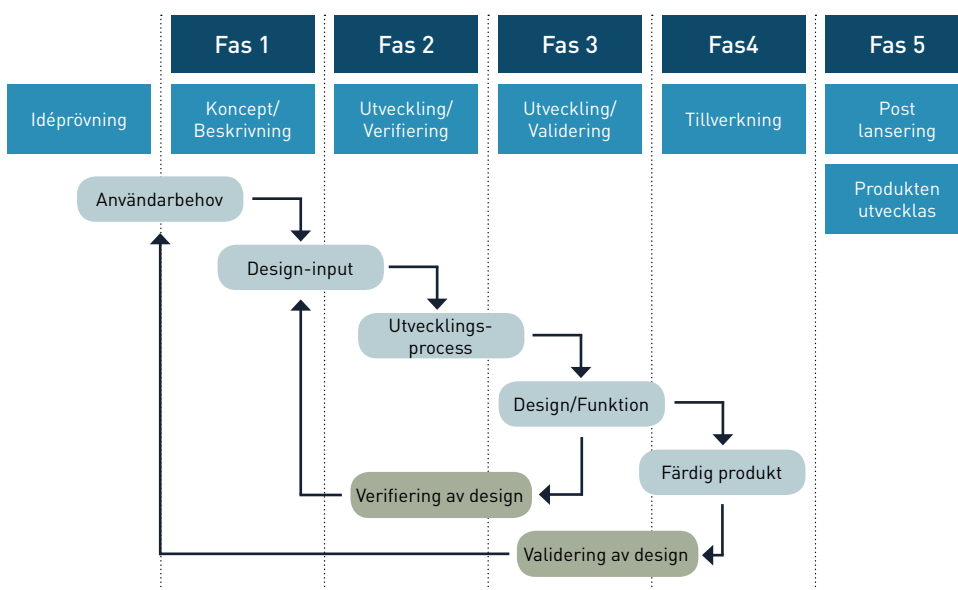 Fas 1
Fas 2
Fas 3
Fas4
Fas 5
Idéprövning
Koncept/
Beskrivning
Utveckling/
Verifiering
Utveckling/
Validering
Tillverkning
Post
lansering
Produkten
utvecklas
Användarbehov
Design-input
Utvecklings-
process
Design/Funktion
Färdig produkt
Verifiering av design
Validering av design